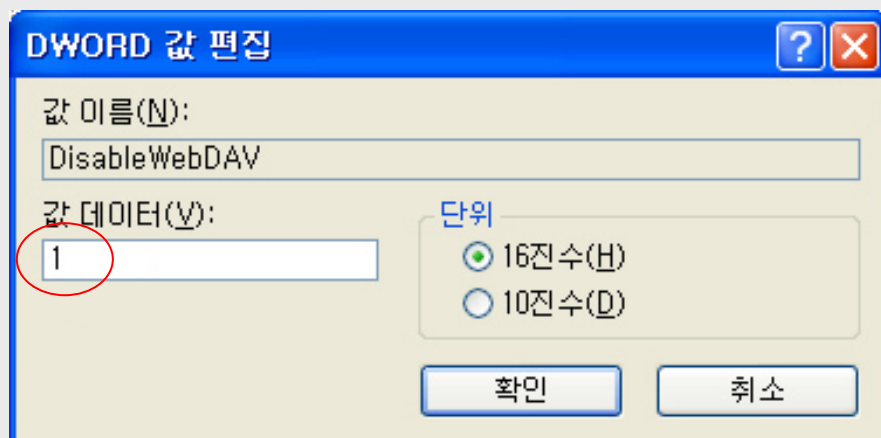 DWORD 값 편집
값 이름(N):
DisableWebDAV
값 데이터(V):
1
단위
16진수(H)
10진수(D)
확인
취소